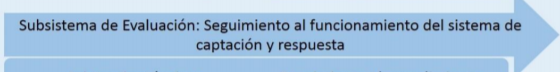 Subsistema de Evaluación: Seguimiento al funcionamiento del sistema de
captación y respuesta